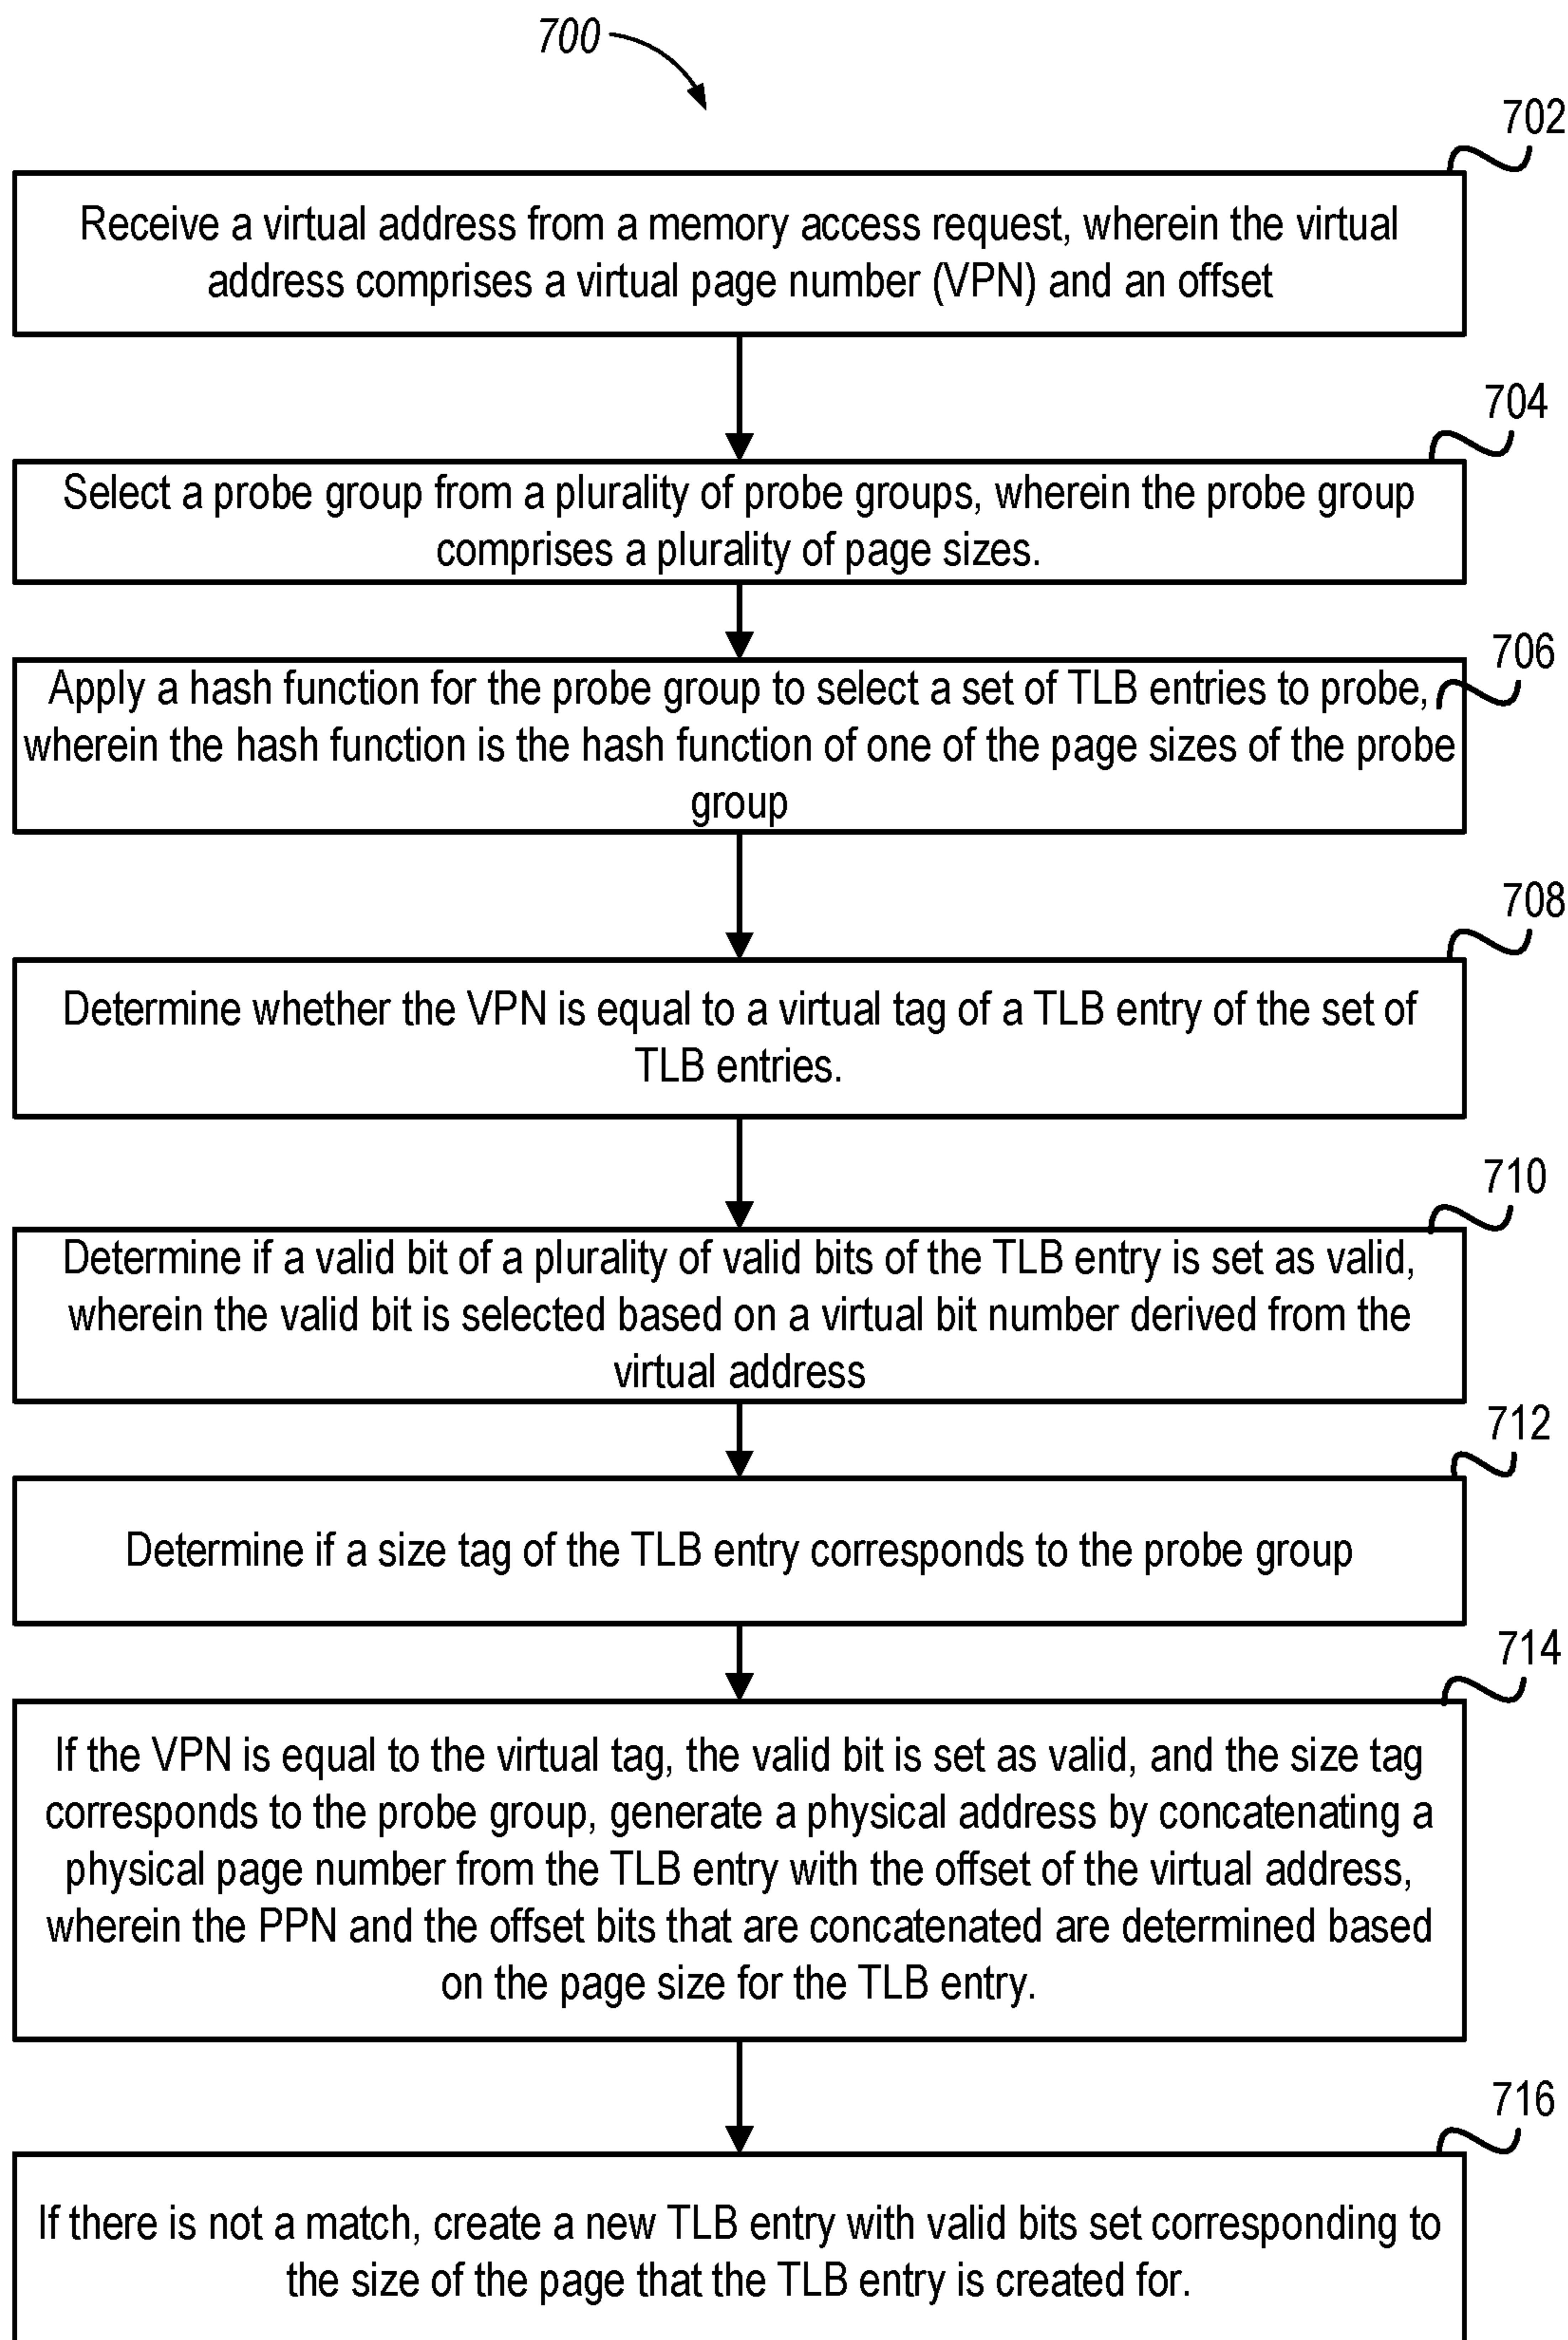 700
702
Receive a virtual address from a memory access request, wherein the virtual
address comprises a virtual page number (VPN) and an offset
704
Select a probe group from a plurality of probe groups, wherein the probe group
comprises a plurality of page sizes.
706
Apply a hash function for the probe group to select a set of TLB entries to probe,
wherein the hash function is the hash function of one of the page sizes of the probe
group
708
Determine whether the VPN is equal to a virtual tag of a TLB entry of the set of
TLB entries.
710
Determine if a valid bit of a plurality of valid bits of the TLB entry is set as valid,
wherein the valid bit is selected based on a virtual bit number derived from the
virtual address
712
Determine if a size tag of the TLB entry corresponds to the probe group
714
If the VPN is equal to the virtual tag, the valid bit is set as valid, and the size tag
corresponds to the probe group, generate a physical address by concatenating a
physical page number from the TLB entry with the offset of the virtual address,
wherein the PPN and the offset bits that are concatenated are determined based
on the page size for the TLB entry.
716
If there is not a match, create a new TLB entry with valid bits set corresponding to
the size of the page that the TLB entry is created for.